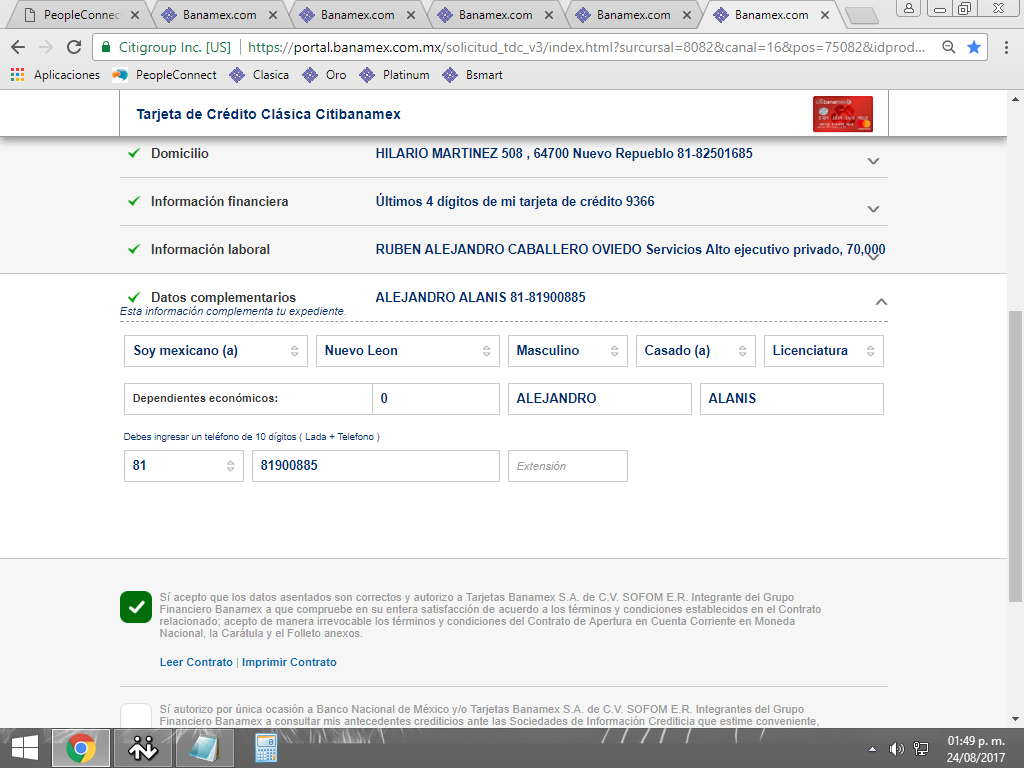 PeopleConnec
Banamex.com
Banamex.com
Banamex.com
Banamex.com
Banamex.com
Citigroup Inc. [US]
https://portal.banamex.com.mx/solicitud_tdc_v3/index.html?surcursal=8082&canal=16&pos=75082&idprod...
Aplicaciones
PeopleConnect
Clasica
Oro
Platinum
Bsmart
Tarjeta de Crédito Clásica Citibanamex
Domicilio
HILARIO MARTINEZ 508 , 64700 Nuevo Repueblo 81-82501685
Información financiera
Últimos 4 dígitos de mi tarjeta de crédito 9366
Información laboral
RUBEN ALEJANDRO CABALLERO OVIEDO Servicios Alto ejecutivo privado, 70,000
Datos complementarios
ALEJANDRO ALANIS 81-81900885
Esta información complementa tu expediente.
Soy mexicano (a)
Nuevo Leon
Masculino
Casado (a)
Licenciatura
Dependientes económicos:
0
ALEJANDRO
ALANIS
Debes ingresar un teléfono de 10 dígitos ( Lada + Telefono )
81
81900885
Extensión
Sí acepto que los datos asentados son correctos y autorizo a Tarjetas Banamex S.A. de C.V. SOFOM E.R. Integrante del Grupo
Financiero Banamex a que compruebe en su entera satisfacción de acuerdo a los términos y condiciones establecidos en el Contrato
relacionado; acepto de manera irrevocable los términos y condiciones del Contrato de Apertura en Cuenta Corriente en Moneda
Nacional, la Carátula y el Folleto anexos.
Leer Contrato | Imprimir Contrato
Sí autorizo por única ocasión a Banco Nacional de México y/o Tarjetas Banamex S.A. de C.V. SOFOM E.R. Integrantes del Grupo
Financiero Banamex a consultar mis antecedentes crediticios ante las Sociedades de Información Crediticia que estime conveniente,
01:49 p. m.
24/08/2017